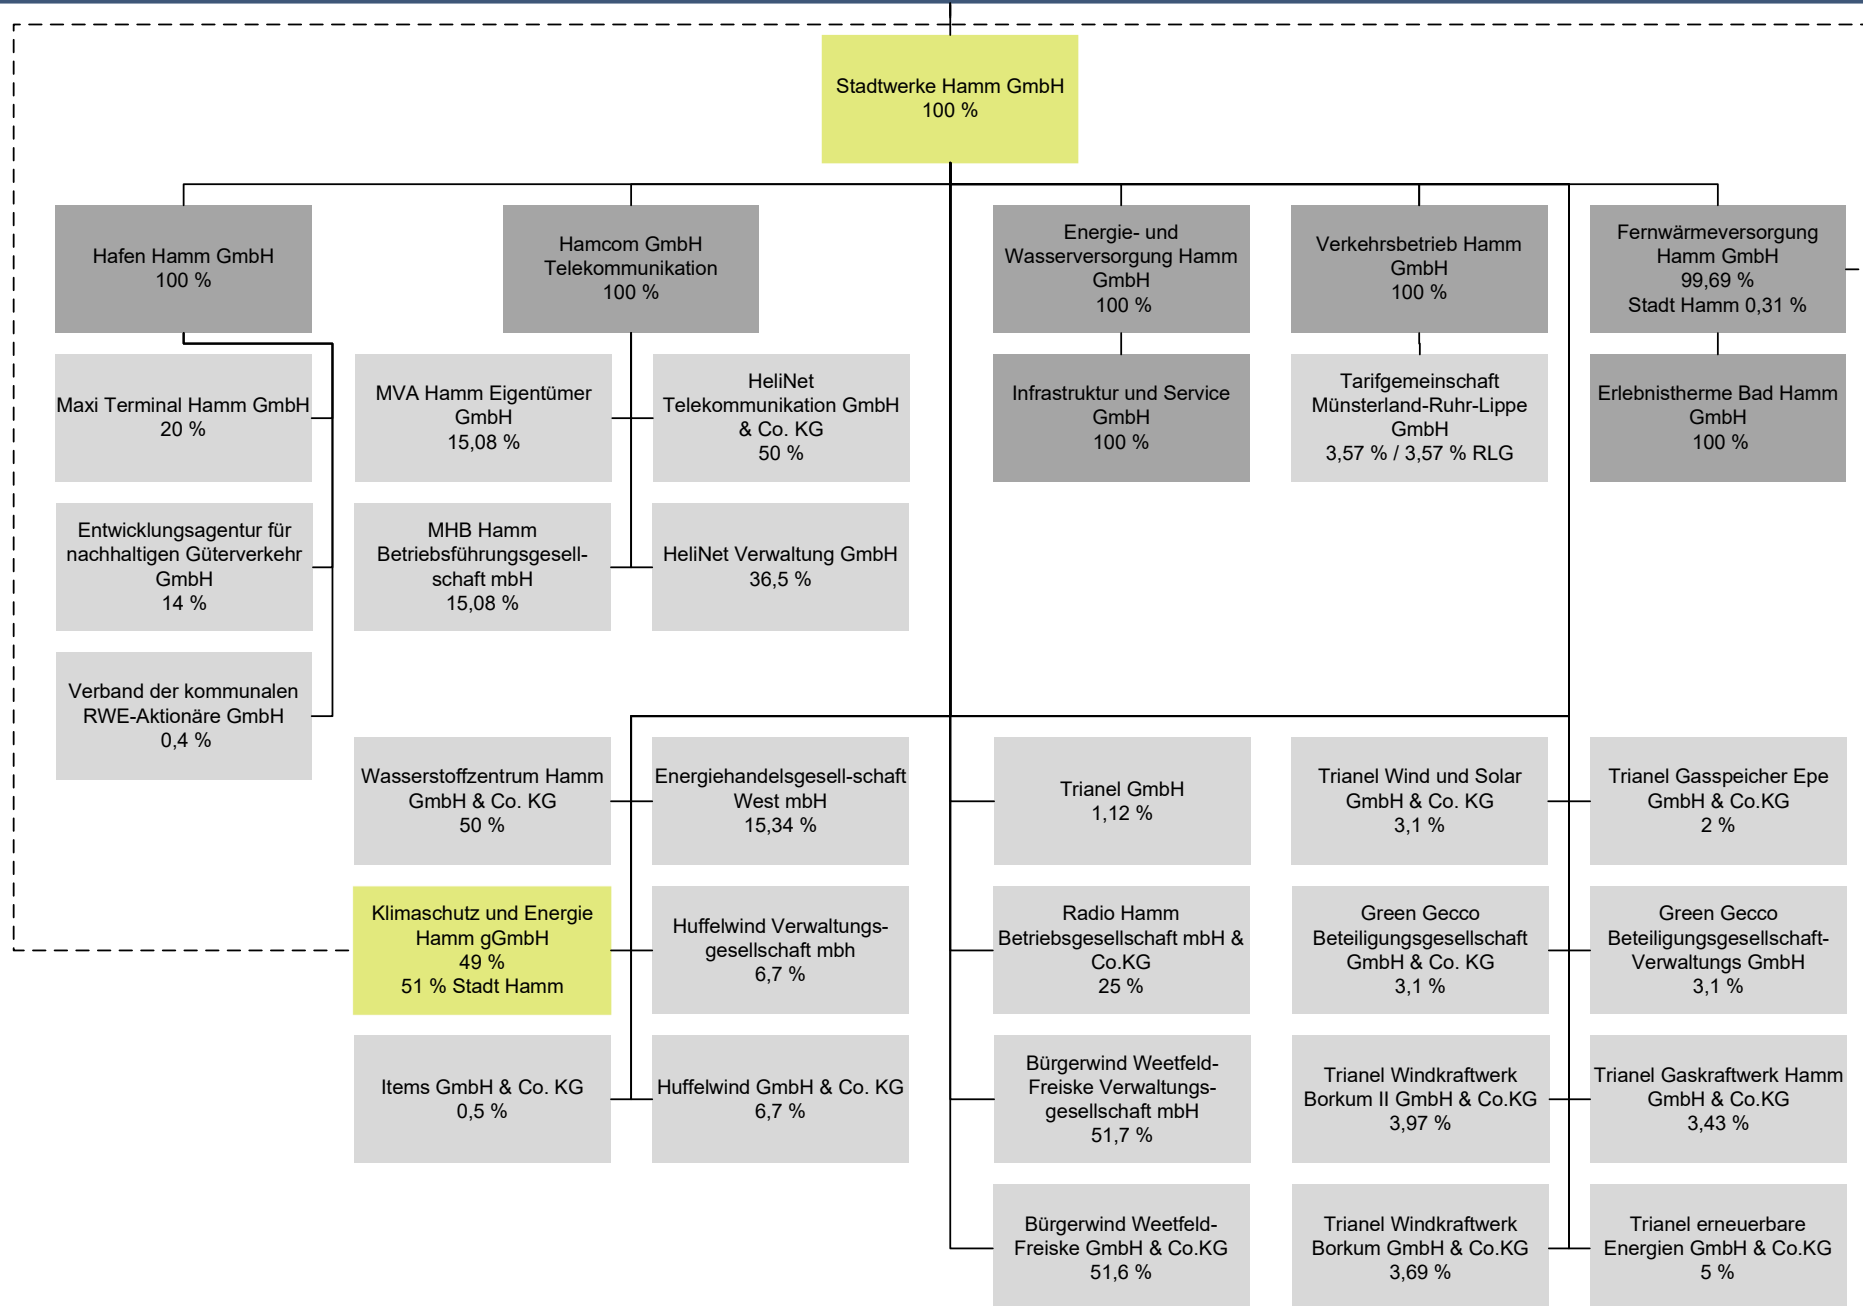 Stadtwerke Hamm GmbH
100 %
Hafen Hamm GmbH
100 %
Hamcom GmbH
Telekommunikation
100 %
Energie- und
Wasserversorgung Hamm
GmbH
100 %
Verkehrsbetrieb Hamm
GmbH
100 %
Fernwärmeversorgung
Hamm GmbH
99,69 %
Stadt Hamm 0,31 %
Maxi Terminal Hamm GmbH
20 %
MVA Hamm Eigentümer
GmbH
15,08 %
HeliNet
Telekommunikation GmbH
& Co. KG
50 %
Infrastruktur und Service
GmbH
100 %
Tarifgemeinschaft
Münsterland-Ruhr-Lippe
GmbH
3,57 % / 3,57 % RLG
Erlebnistherme Bad Hamm
GmbH
100 %
Entwicklungsagentur für
nachhaltigen Güterverkehr
GmbH
14 %
MHB Hamm
Betriebsführungsgesell-
schaft mbH
15,08 %
HeliNet Verwaltung GmbH
36,5 %
Verband der kommunalen
RWE-Aktionäre GmbH
0,4 %
Wasserstoffzentrum Hamm
GmbH & Co. KG
50 %
Energiehandelsgesell-schaft
West mbH
15,34 %
Trianel GmbH
1,12 %
Trianel Wind und Solar
GmbH & Co. KG
3,1 %
Trianel Gasspeicher Epe
GmbH & Co.KG
2 %
Klimaschutz und Energie
Hamm gGmbH
49 %
51 % Stadt Hamm
Huffelwind Verwaltungs-
gesellschaft mbh
6,7 %
Radio Hamm
Betriebsgesellschaft mbH &
Co.KG
25 %
Green Gecco
Beteiligungsgesellschaft
GmbH & Co. KG
3,1 %
Green Gecco
Beteiligungsgesellschaft-
Verwaltungs GmbH
3,1 %
Items GmbH & Co. KG
0,5 %
Huffelwind GmbH & Co. KG
6,7 %
Bürgerwind Weetfeld-
Freiske Verwaltungs-
gesellschaft mbH
51,7 %
Trianel Windkraftwerk
Borkum II GmbH & Co.KG
3,97 %
Trianel Gaskraftwerk Hamm
GmbH & Co.KG
3,43 %
Bürgerwind Weetfeld-
Freiske GmbH & Co.KG
51,6 %
Trianel Windkraftwerk
Borkum GmbH & Co.KG
3,69 %
Trianel erneuerbare
Energien GmbH & Co.KG
5 %